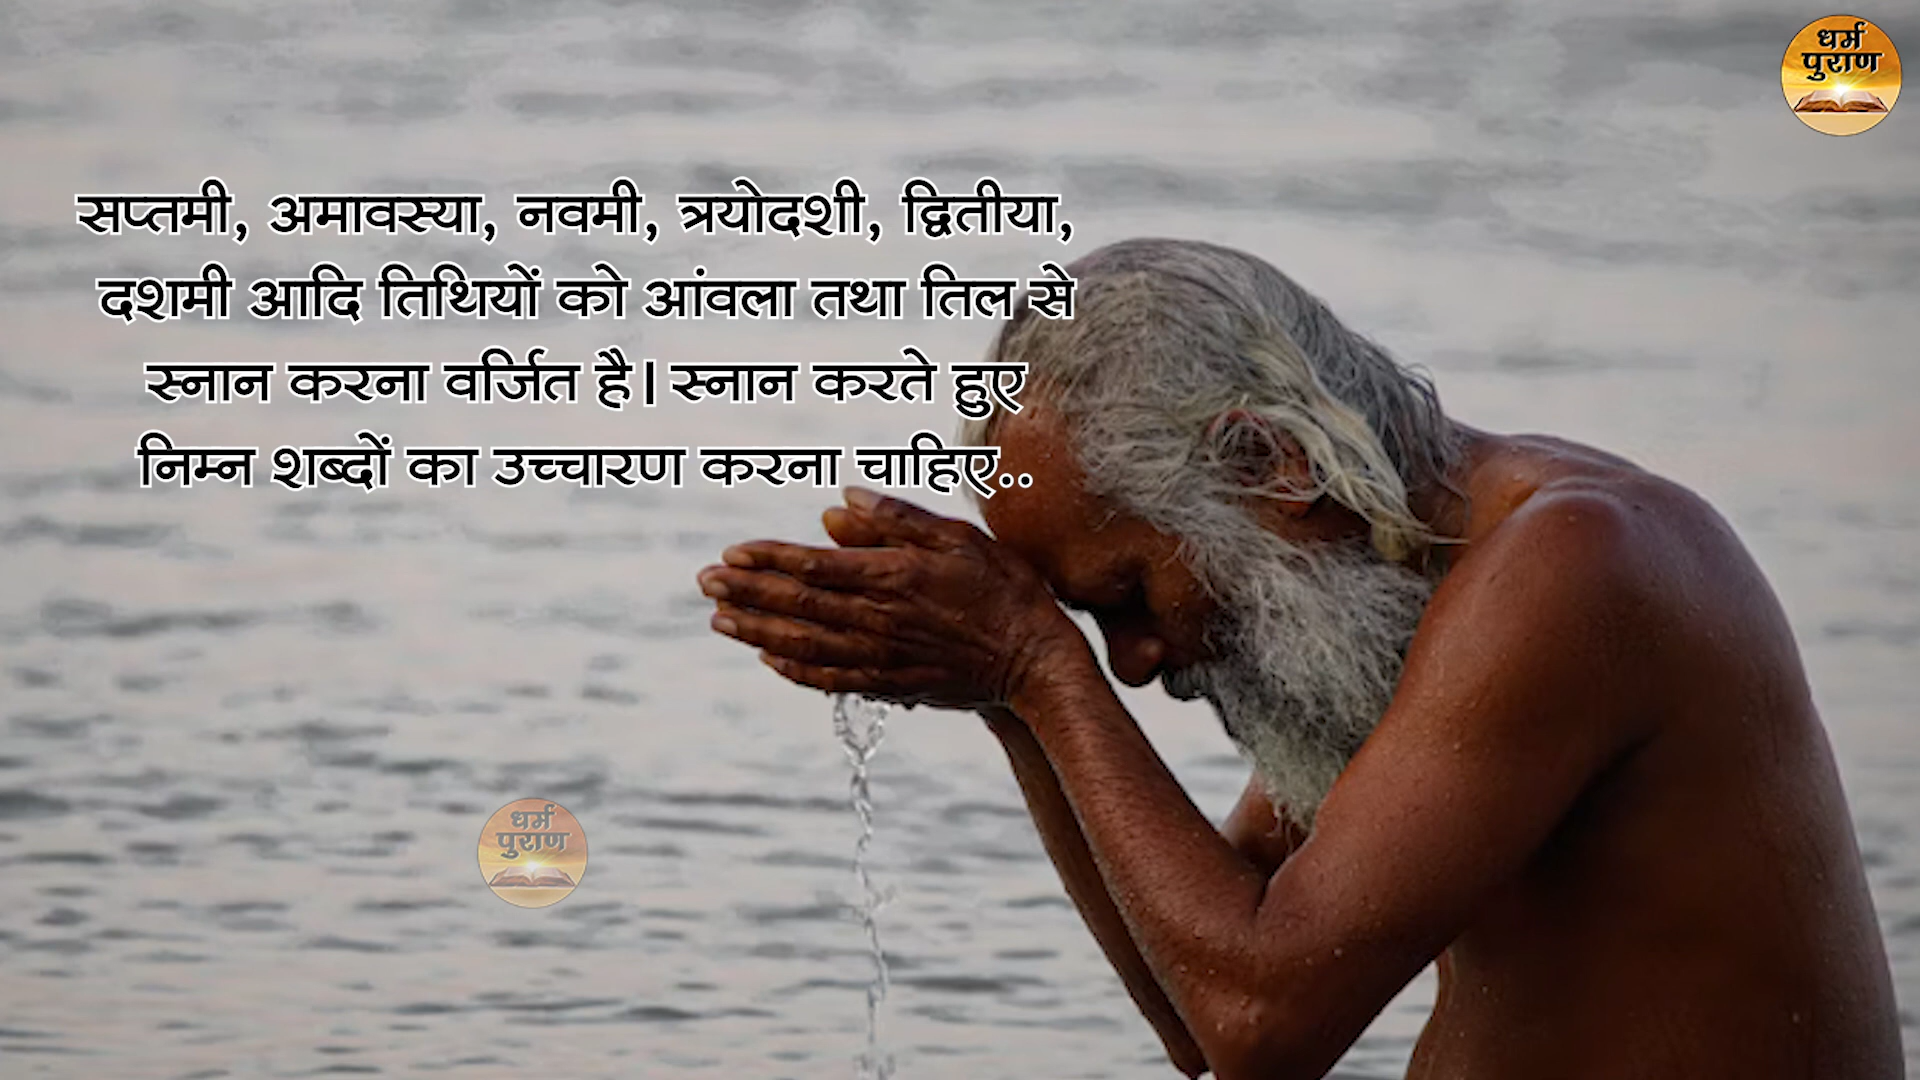 धर्म
पुराण
सप्तमी, अमावस्या, नवमी, त्रयोदशी, द्वितीया,
दशमी आदि तिथियों को आंवला तथा तिल से
स्नान करना वर्जित है। स्नान करते हुए
निम्न शब्दों का उच्चारण करना चाहिए..
धर्म
पुराण